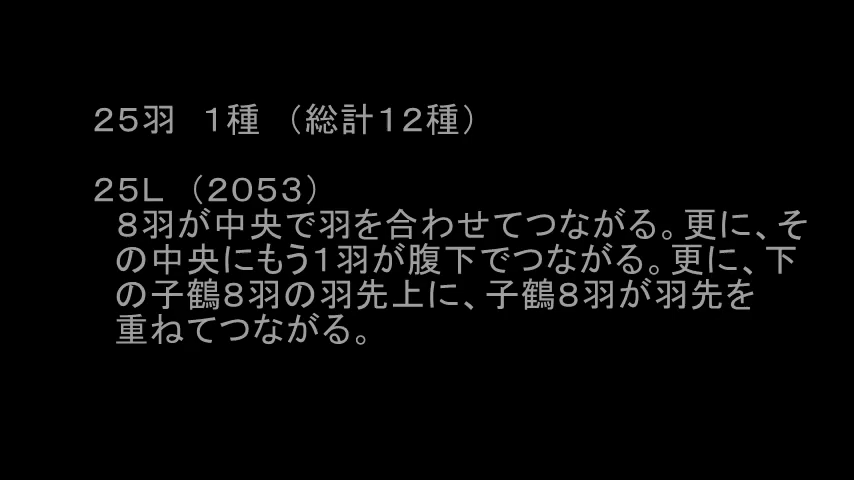 25羽 1種 (総計12種)
25L (2053)
8羽が中央で羽を合わせてつながる。更に、そ
の中央にもう1羽が腹下でつながる。更に、下
の子鶴8羽の羽先上に、子鶴8羽が羽先を
重ねてつながる。